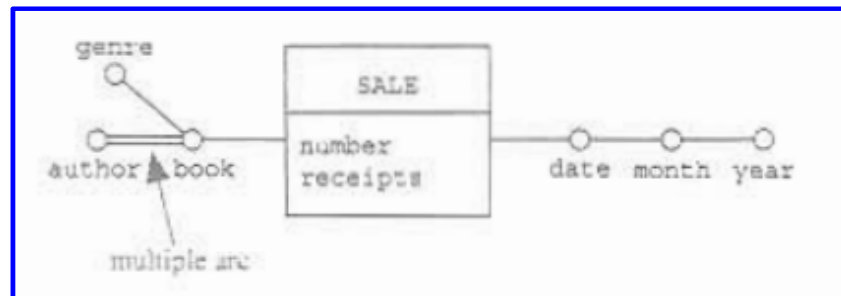 genre
SALE
number
receipts
author book
date month year
multiple arc